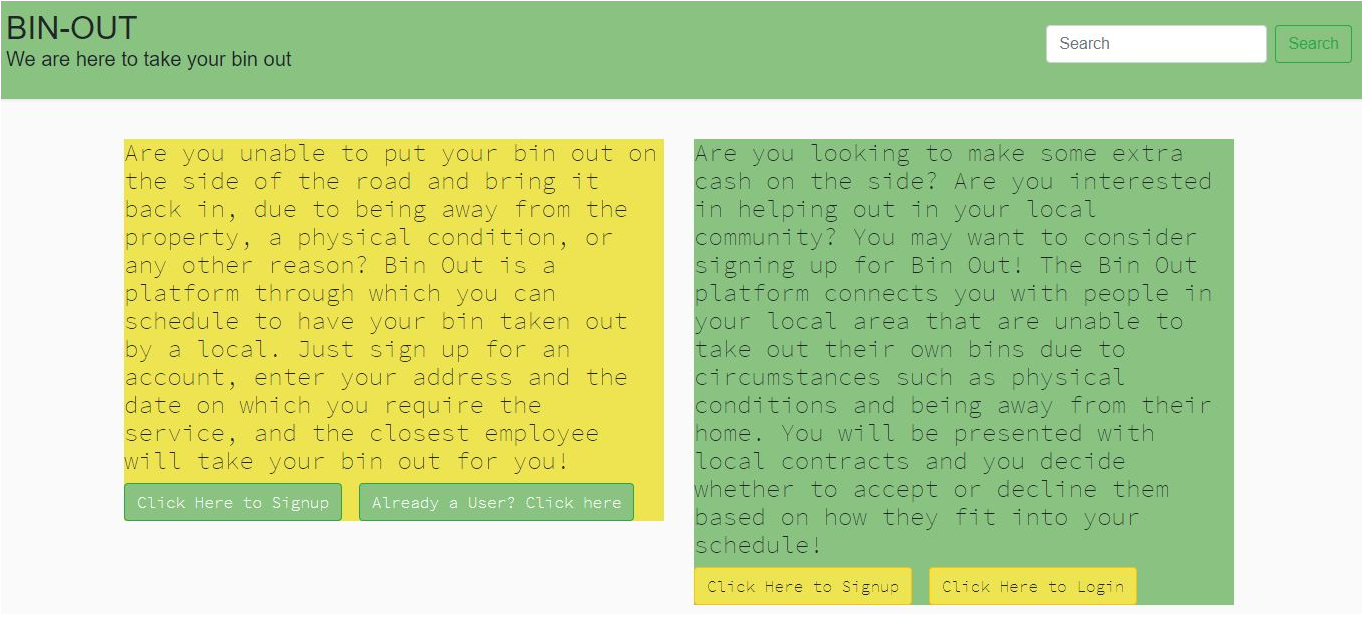 BIN-OUT
We are here to take your bin out
Search
Search
Are you unable to put your bin out on
the side of the road and bring it
back in, due to being away from the
property, a physical condition, or
any other reason? Bin Out is a
platform through which you can
schedule to have your bin taken out
by a local. Just sign up for an
account, enter your address and the
date on which you require the
service, and the closest employee
will take your bin out for you!
Click Here to Signup
Already a User? Click here
Are you looking to make some extra
cash on the side? Are you interested
in helping out in your local
community? You may want to consider
signing up for Bin Out! The Bin Out
platform connects you with people in
your local area that are unable to
take out their own bins due to
circumstances such as physical
conditions and being away from their
home. You will be presented with
local contracts and you decide
whether to accept or decline them
based on how they fit into your
schedule!
Click Here to Signup
Click Here to Login